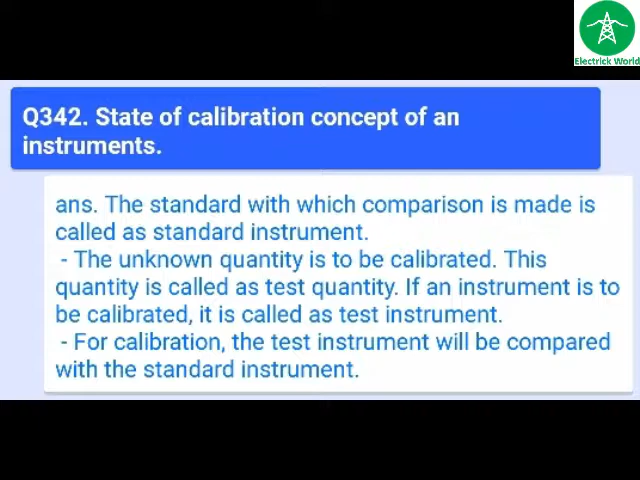 Electrick World
Q342. State of calibration concept of an
instruments.
ans. The standard with which comparison is made is
called as standard instrument.
- The unknown quantity is to be calibrated. This
quantity is called as test quantity. If an instrument is to
be calibrated, it is called as test instrument.
- For calibration, the test instrument will be compared
with the standard instrument.